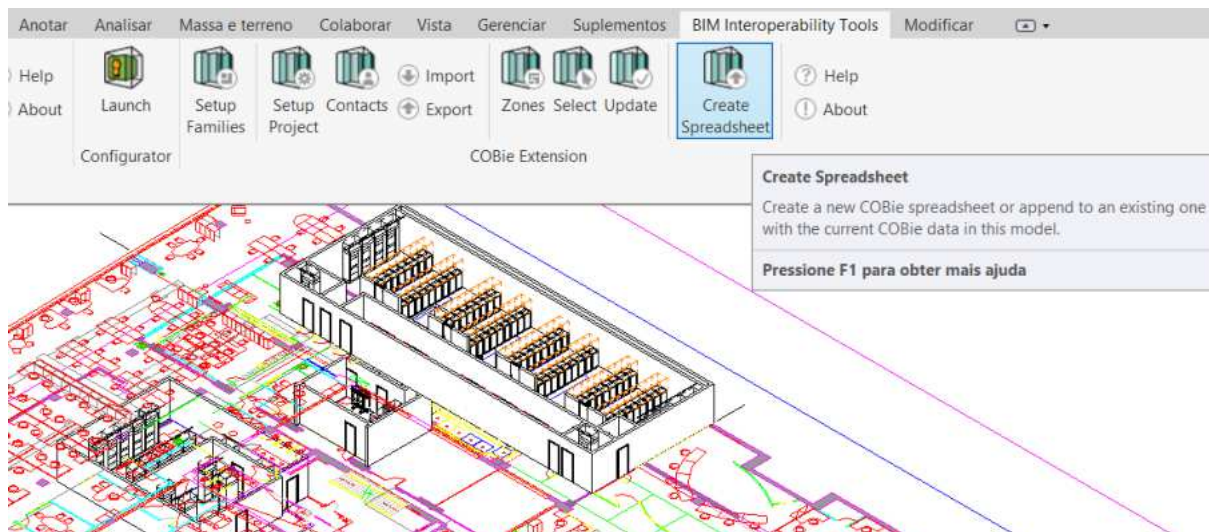 Anotar Analisar Massa e terreno Colaborar Vista Gerenciar Suplementos BIM Interoperability Tools Modificar
Help
About
Launch
Configurator
Setup
Families
Setup
Project
Contacts
Import
Export
Zones Select Update
Create
Spreadsheet
Help
About
COBie Extension
Create Spreadsheet
Create a new COBie spreadsheet or append to an existing one
with the current COBie data in this model.
Pressione F1 para obter mais ajuda